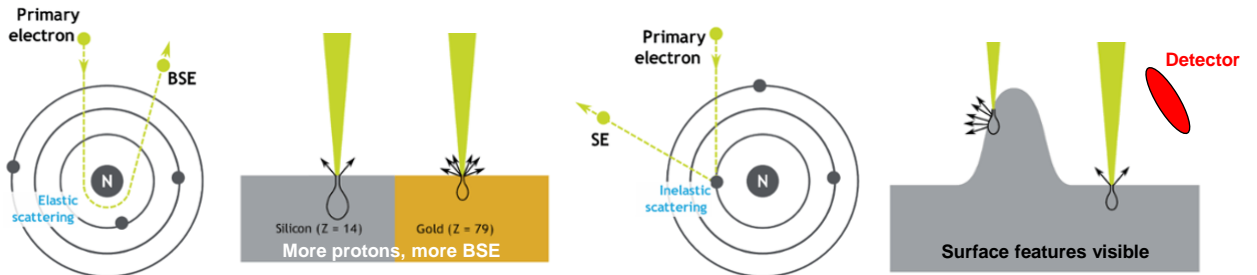 Primary
electron
BSE
N
Elastic
scattering
Silicon (Z = 14)
Gold (Z = 79)
More protons, more BSE
Primary
electron
SE
N
Inelastic
scattering
Detector
Surface features visible